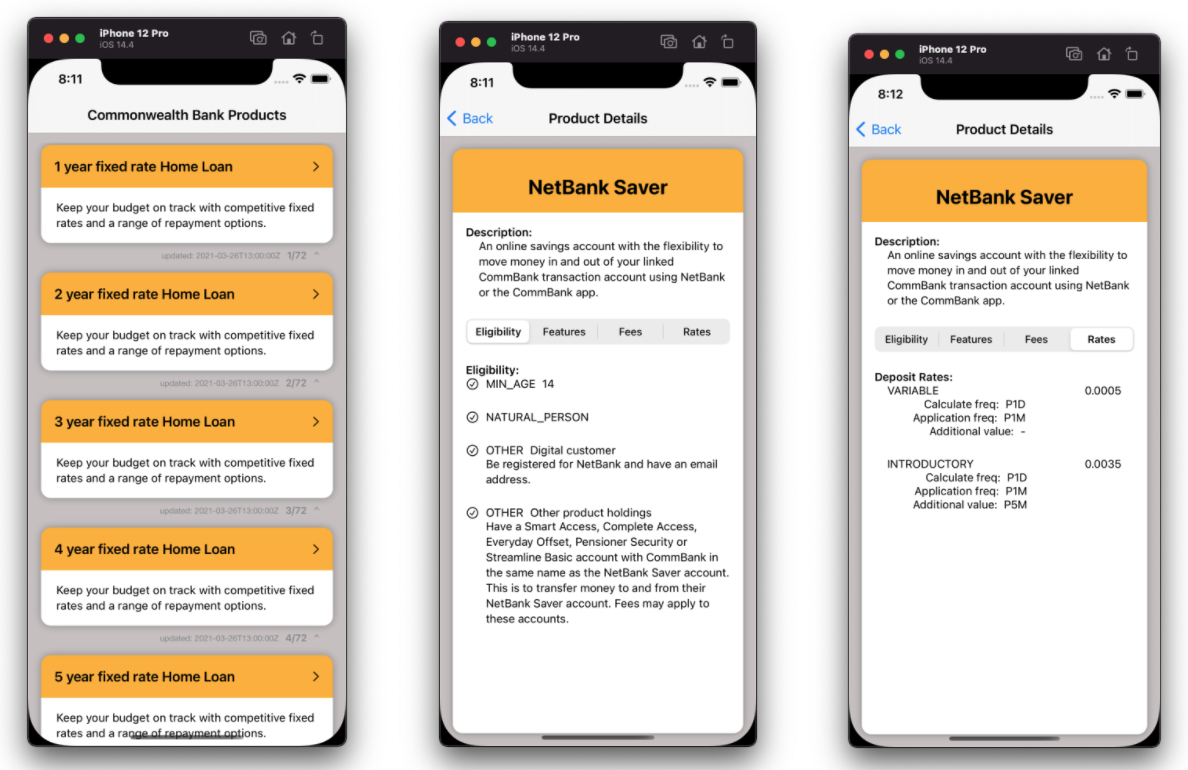 iPhone 12 Pro
iOS 14.4
8:11
Commonwealth Bank Products
1 year fixed rate Home Loan
Keep your budget on track with competitive fixed
rates and a range of repayment options.
updated: 2021-03-26T13:00:00Z 1/72 ^
2 year fixed rate Home Loan
Keep your budget on track with competitive fixed
rates and a range of repayment options.
updated: 2021-03-26T13:00:00Z 2/72 ^
3 year fixed rate Home Loan
Keep your budget on track with competitive fixed
rates and a range of repayment options.
updated: 2021-03-26T13:00:00Z 3/72 ^
4 year fixed rate Home Loan
Keep your budget on track with competitive fixed
rates and a range of repayment options.
updated: 2021-03-26T13:00:00Z 4/72 ^
5 year fixed rate Home Loan
Keep your budget on track with competitive fixed
rates and a range of repayment options.
iPhone 12 Pro
iOS 14.4
8:11
Back Product Details
NetBank Saver
Description:
An online savings account with the flexibility to
move money in and out of your linked
CommBank transaction account using NetBank
or the CommBank app.
Eligibility Features Fees Rates
Eligibility:
MIN_AGE 14
NATURAL_PERSON
OTHER Digital customer
Be registered for NetBank and have an email
address.
OTHER Other product holdings
Have a Smart Access, Complete Access,
Everyday Offset, Pensioner Security or
Streamline Basic account with CommBank in
the same name as the NetBank Saver account.
This is to transfer money to and from their
NetBank Saver account. Fees may apply to
these accounts.
iPhone 12 Pro
iOS 14.4
8:12
Back Product Details
NetBank Saver
Description:
An online savings account with the flexibility to
move money in and out of your linked
CommBank transaction account using NetBank
or the CommBank app.
Eligibility Features Fees Rates
Deposit Rates:
VARIABLE 0.0005
Calculate freq: P1D
Application freq: P1M
Additional value: -
INTRODUCTORY 0.0035
Calculate freq: P1D
Application freq: P1M
Additional value: P5M